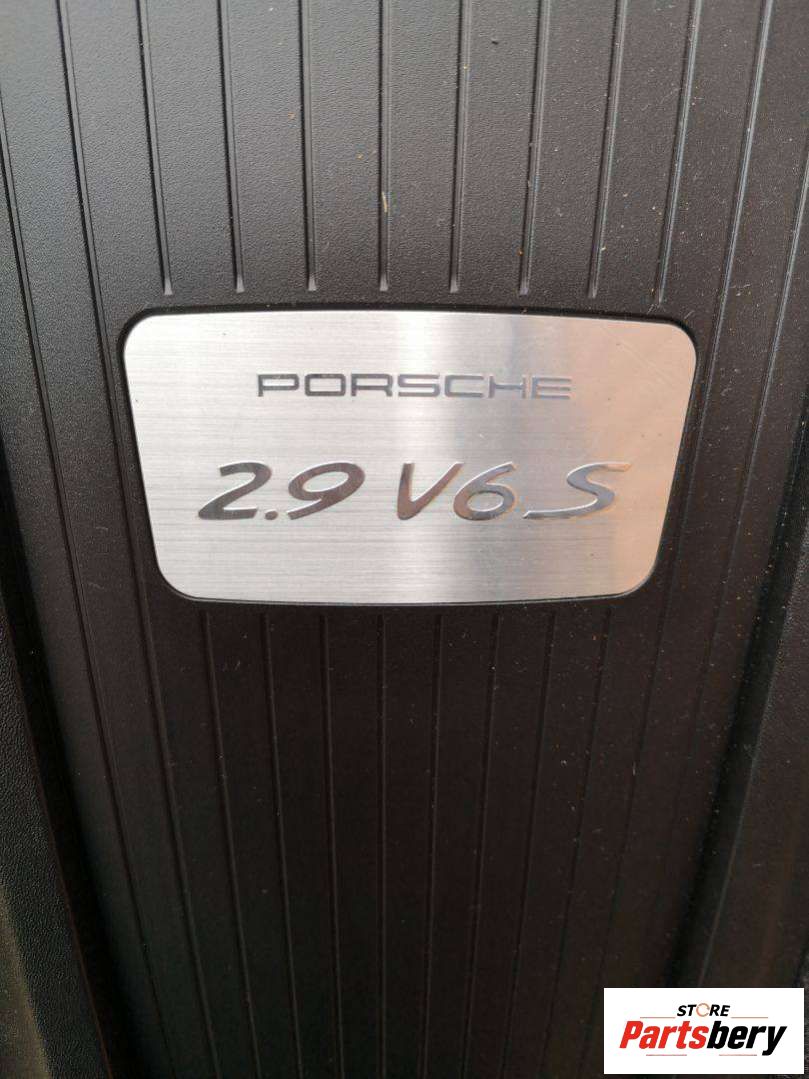 PORSCHE
2.9 V6 S
STORE
Partsbery